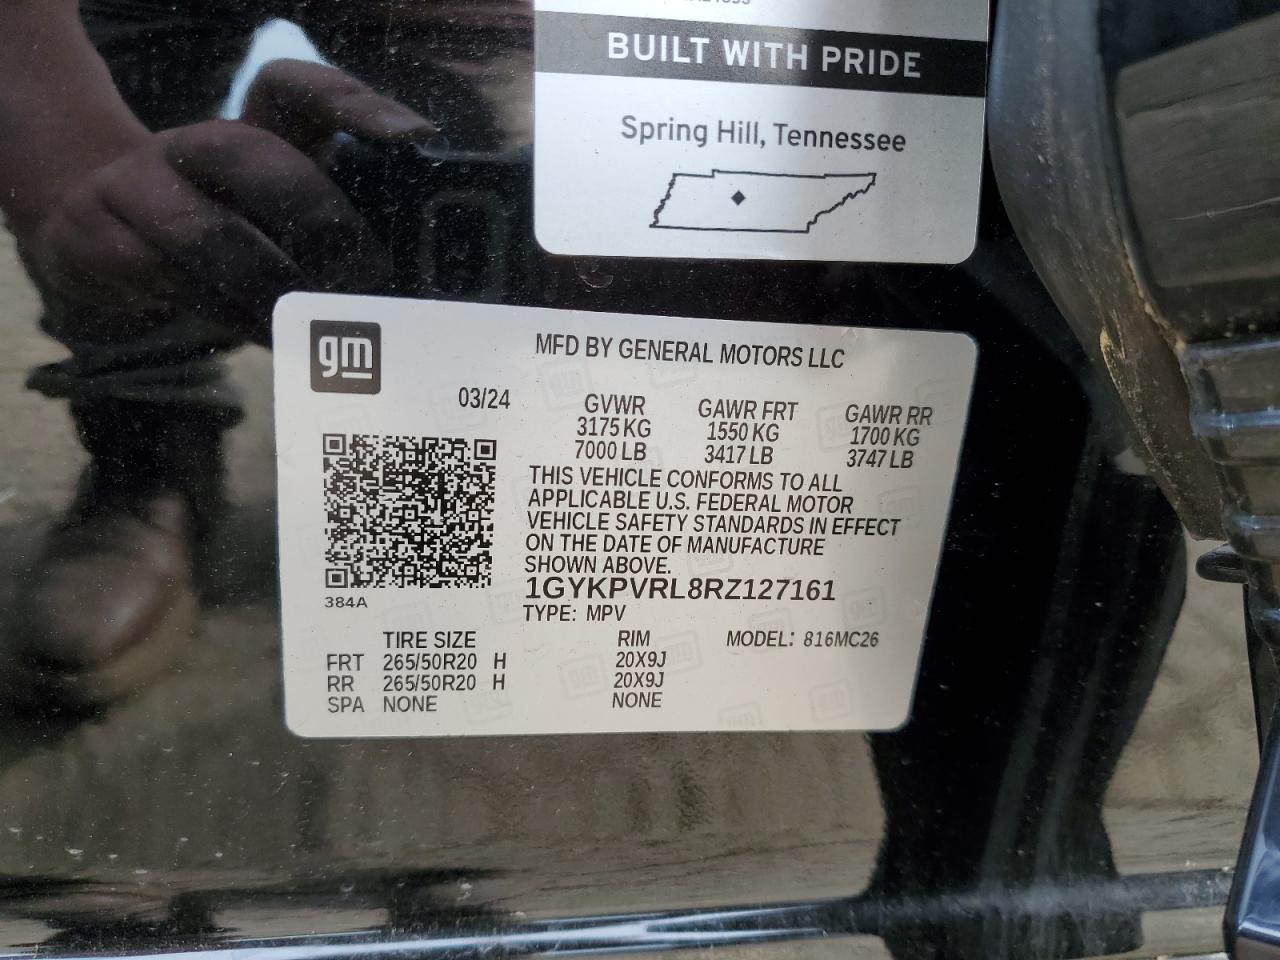 BUILT WITH PRIDE
Spring Hill, Tennessee
gm
MFD BY GENERAL MOTORS LLC
03/24
GVWR GAWR FRT GAWR RR
3175 KG 1550 KG 1700 KG
7000 LB 3417 LB 3747 LB
THIS VEHICLE CONFORMS TO ALL
APPLICABLE U.S. FEDERAL MOTOR
VEHICLE SAFETY STANDARDS IN EFFECT
ON THE DATE OF MANUFACTURE
SHOWN ABOVE.
1GYKPVRL8RZ127161
384A
TYPE: MPV
TIRE SIZE RIM MODEL: 816MC26
FRT 265/50R20 H 20X9J
RR 265/50R20 H 20X9J
SPA NONE NONE